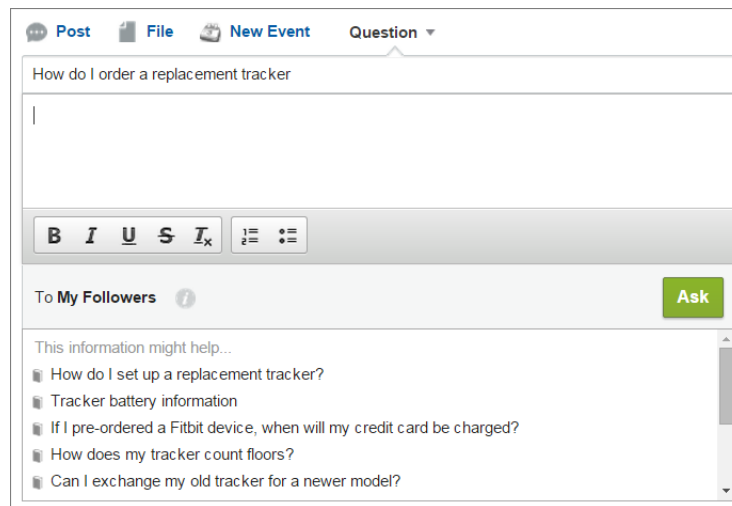 Post File New Event Question
How do I order a replacement tracker
B I U S Tx
To My Followers i Ask
This information might help...
How do I set up a replacement tracker?
Tracker battery information
If I pre-ordered a Fitbit device, when will my credit card be charged?
How does my tracker count floors?
Can I exchange my old tracker for a newer model?